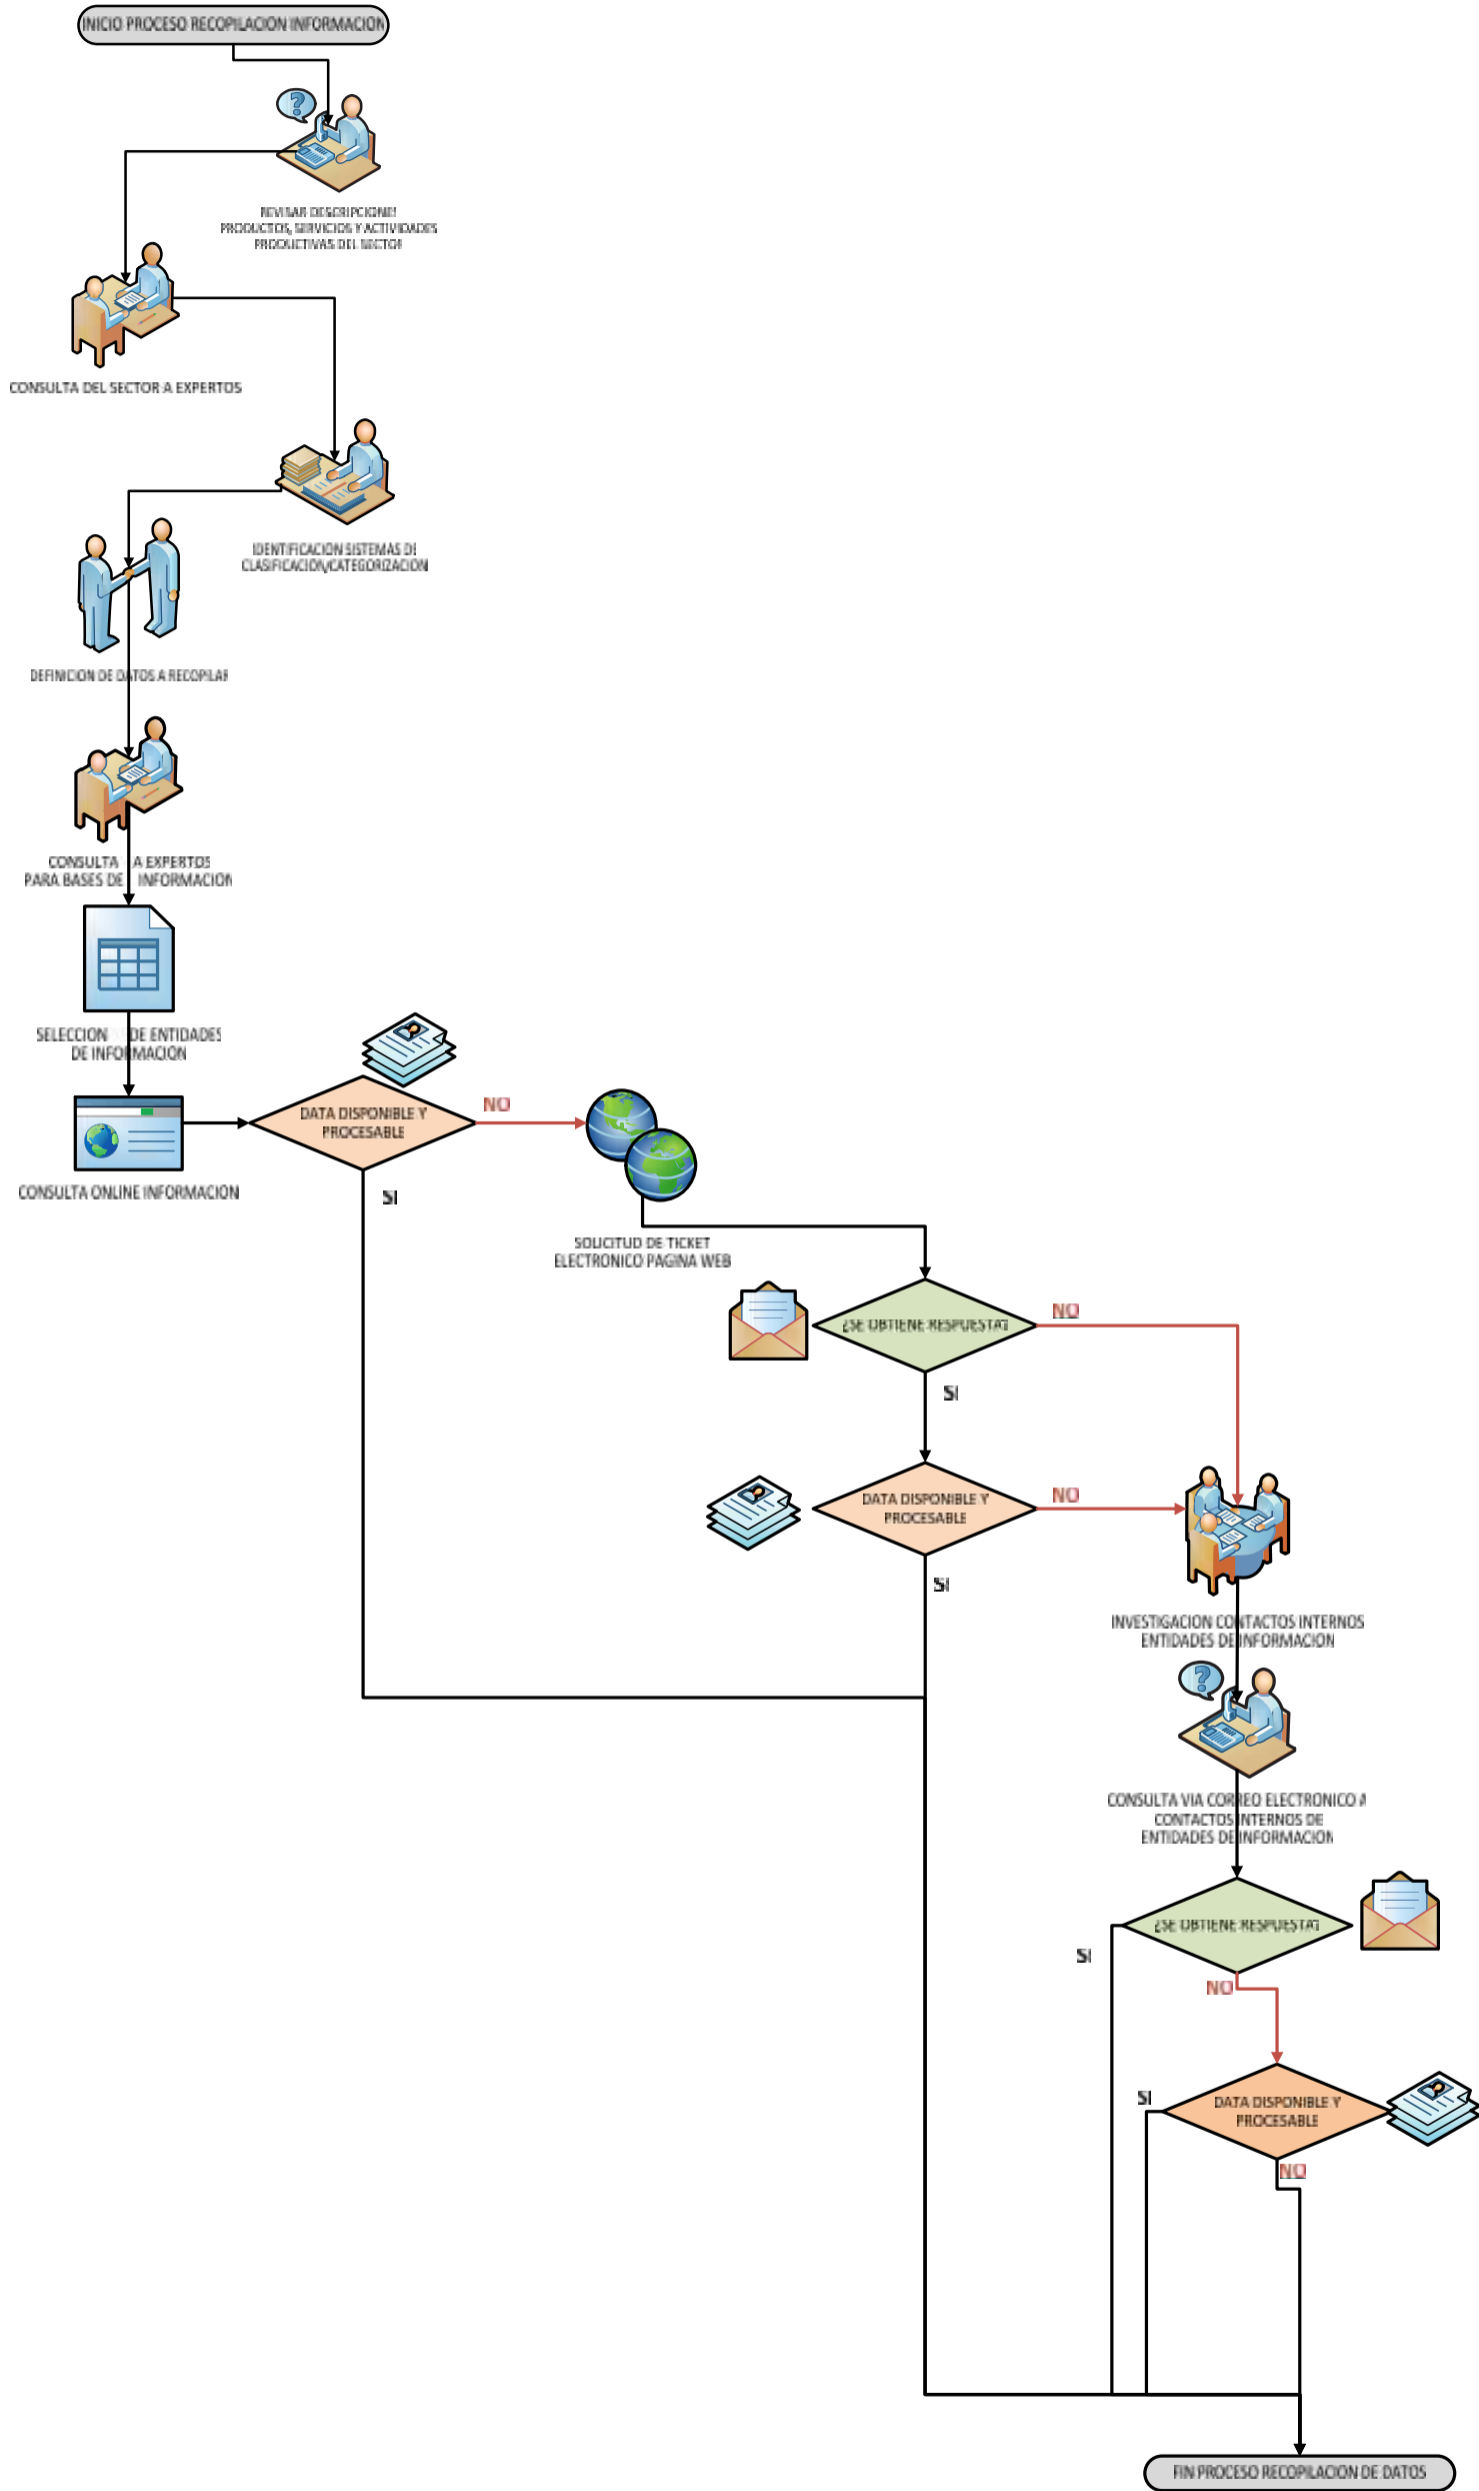 INICIO PROCESO RECOPILACION INFORMACION
REVISAR DESCRIPCIONES
PRODUCTOS, SERVICIOS Y ACTIVIDADES
PRODUCTIVAS DEL SECTOR
CONSULTA DEL SECTOR A EXPERTOS
IDENTIFICACION SISTEMAS DE
CLASIFICACION/CATEGORIZACION
DEFINICION DE DATOS A RECOPILAR
CONSULTA A EXPERTOS
PARA BASES DE INFORMACION
SELECCION DE ENTIDADES
DE INFORMACION
CONSULTA ONLINE INFORMACION
DATA DISPONIBLE Y
PROCESABLE
NO
SI
SOLICITUD DE TICKET
ELECTRONICO PAGINA WEB
¿SE OBTIENE RESPUESTA?
NO
SI
DATA DISPONIBLE Y
PROCESABLE
NO
SI
INVESTIGACION CONTACTOS INTERNOS
ENTIDADES DE INFORMACION
CONSULTA VIA CORREO ELECTRONICO A
CONTACTOS INTERNOS DE
ENTIDADES DE INFORMACION
¿SE OBTIENE RESPUESTA?
SI
NO
DATA DISPONIBLE Y
PROCESABLE
SI
NO
FIN PROCESO RECOPILACION DE DATOS